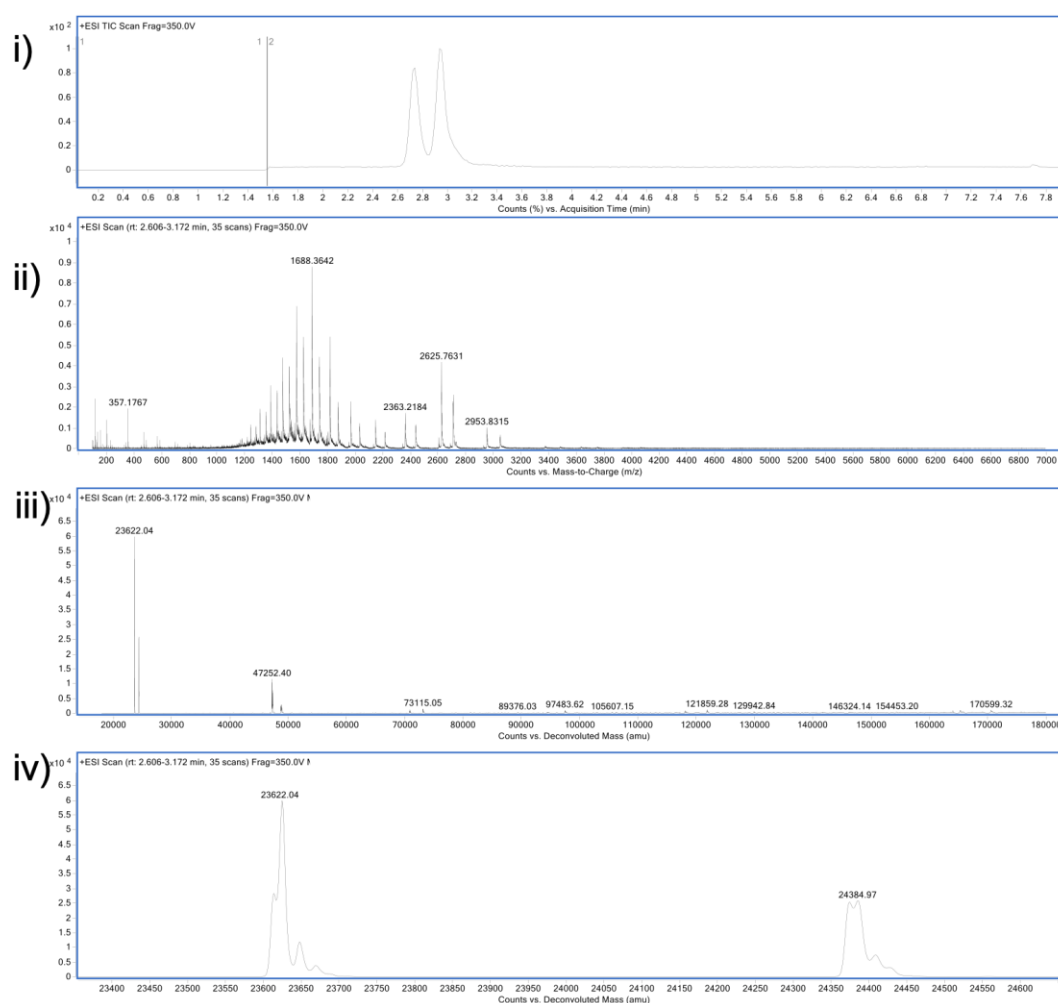 i)
x10 2
+ESI TIC Scan Frag=350.0V
1 1 2
1
0.8
0.6
0.4
0.2
0
0.2 0.4 0.6 0.8 1 1.2 1.4 1.6 1.8 2 2.2 2.4 2.6 2.8 3 3.2 3.4 3.6 3.8 4 4.2 4.4 4.6 4.8 5 5.2 5.4 5.6 5.8 6 6.2 6.4 6.6 6.8 7 7.2 7.4 7.6 7.8
Counts (%) vs. Acquisition Time (min)
ii)
x10 4
+ESI Scan (rt: 2.606-3.172 min, 35 scans) Frag=350.0V
1
0.9
0.8
0.7
0.6
0.5
0.4
0.3
0.2
0.1
0
1688.3642
2625.7631
357.1767
2363.2184
2953.8315
200 400 600 800 1000 1200 1400 1600 1800 2000 2200 2400 2600 2800 3000 3200 3400 3600 3800 4000 4200 4400 4600 4800 5000 5200 5400 5600 5800 6000 6200 6400 6600 6800 7000
Counts vs. Mass-to-Charge (m/z)
iii)
x10 4
+ESI Scan (rt: 2.606-3.172 min, 35 scans) Frag=350.0V M
6.5
6
5.5
5
4.5
4
3.5
3
2.5
2
1.5
1
0.5
0
23622.04
47252.40
73115.05
89376.03 97483.62 105607.15 121859.28 129942.84 146324.14 154453.20 170599.32
20000 30000 40000 50000 60000 70000 80000 90000 100000 110000 120000 130000 140000 150000 160000 170000 180000
Counts vs. Deconvoluted Mass (amu)
iv)
x10 4
+ESI Scan (rt: 2.606-3.172 min, 35 scans) Frag=350.0V M
6.5
6
5.5
5
4.5
4
3.5
3
2.5
2
1.5
1
0.5
0
23622.04
24384.97
23400 23450 23500 23550 23600 23650 23700 23750 23800 23850 23900 23950 24000 24050 24100 24150 24200 24250 24300 24350 24400 24450 24500 24550 24600
Counts vs. Deconvoluted Mass (amu)